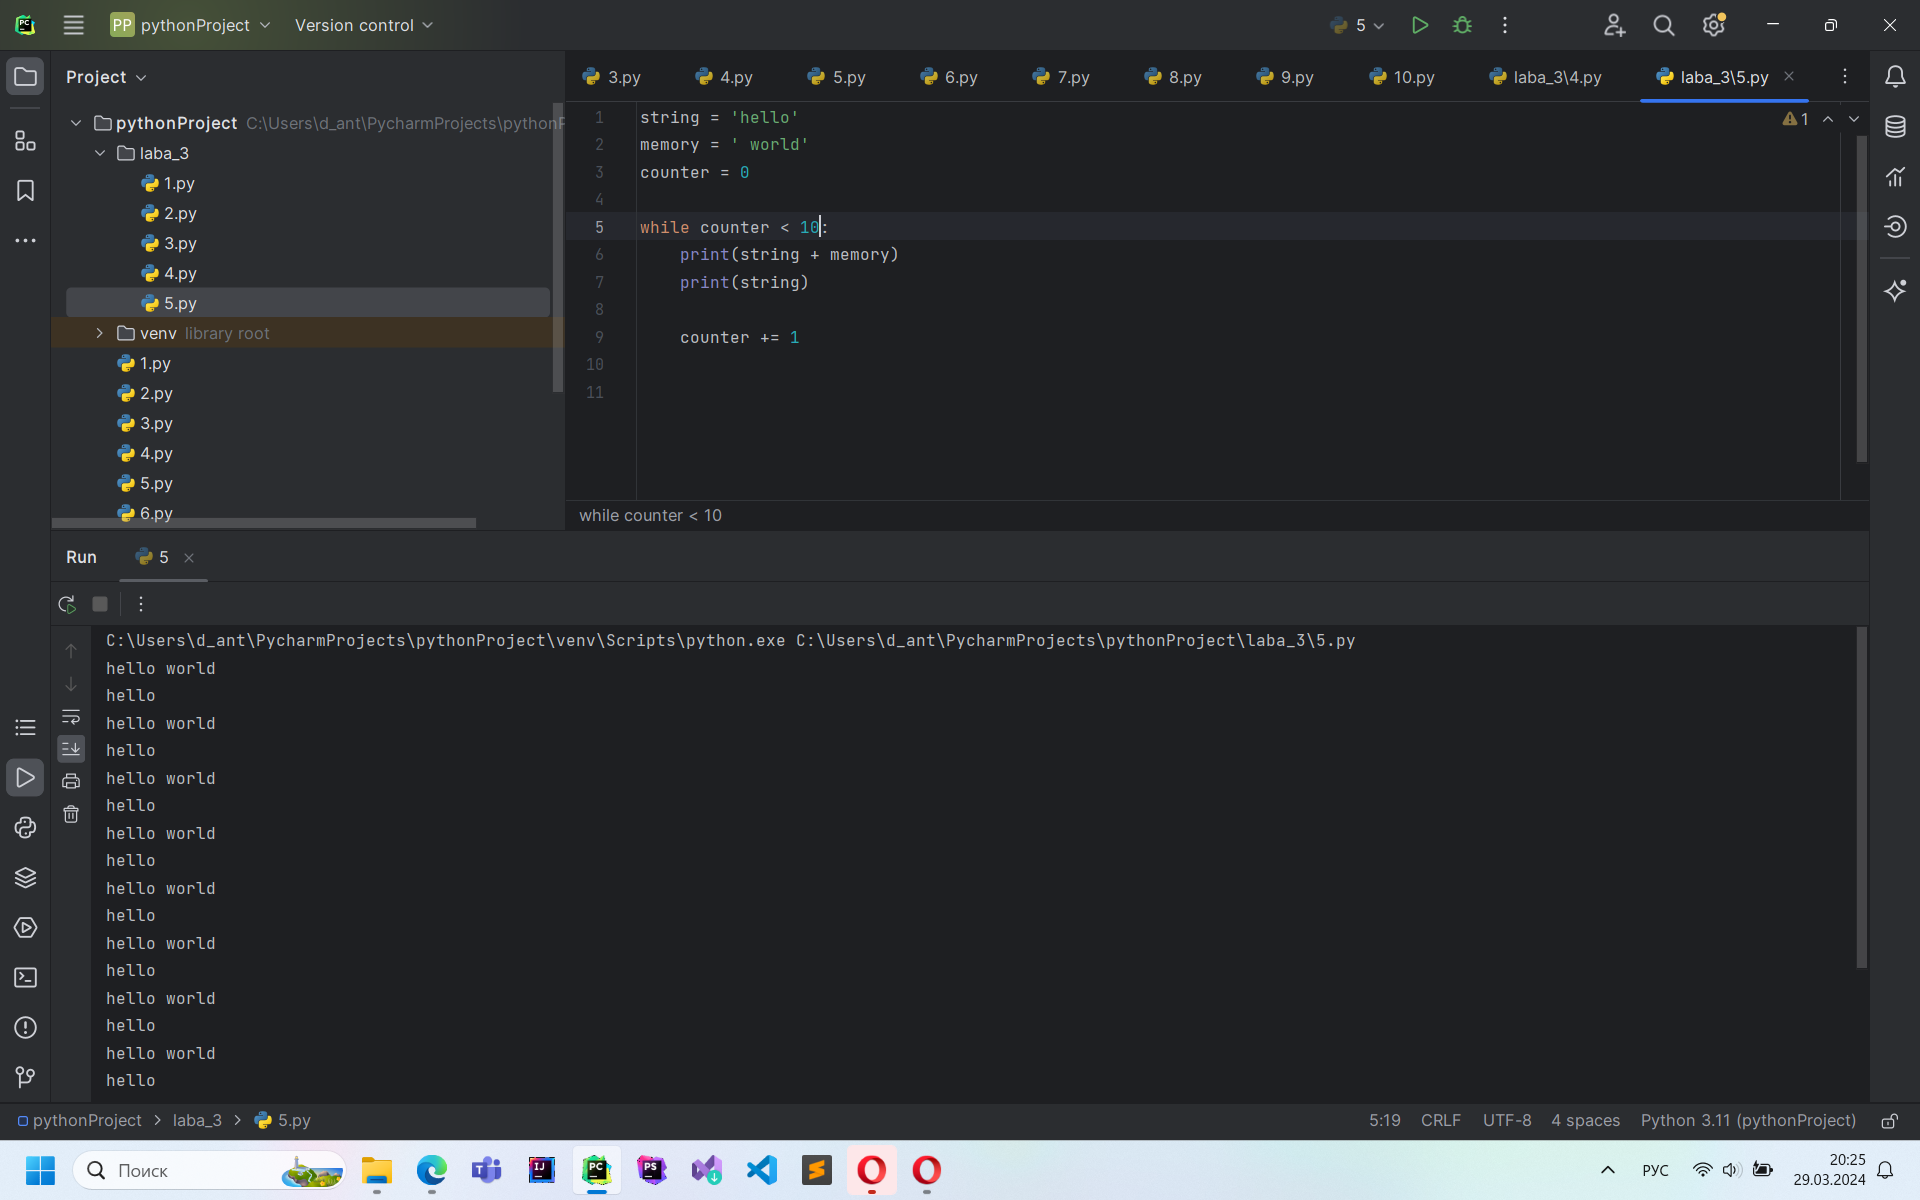 PP pythonProject Version control 5
Project
3.py 4.py 5.py 6.py 7.py 8.py 9.py 10.py laba_3\4.py laba_3\5.py
pythonProject C:\Users\d_ant\PycharmProjects\pythonP
laba_3
1.py
2.py
3.py
4.py
5.py
venv library root
1.py
2.py
3.py
4.py
5.py
6.py
1 string = 'hello'
2 memory = ' world'
3 counter = 0
4
5 while counter < 10:
6 print(string + memory)
7 print(string)
8
9 counter += 1
10
11
1
while counter < 10
Run 5
C:\Users\d_ant\PycharmProjects\pythonProject\venv\Scripts\python.exe C:\Users\d_ant\PycharmProjects\pythonProject\laba_3\5.py
hello world
hello
hello world
hello
hello world
hello
hello world
hello
hello world
hello
hello world
hello
hello world
hello
hello world
hello
pythonProject > laba_3 > 5.py
5:19 CRLF UTF-8 4 spaces Python 3.11 (pythonProject)
Поиск
РУС
20:25
29.03.2024